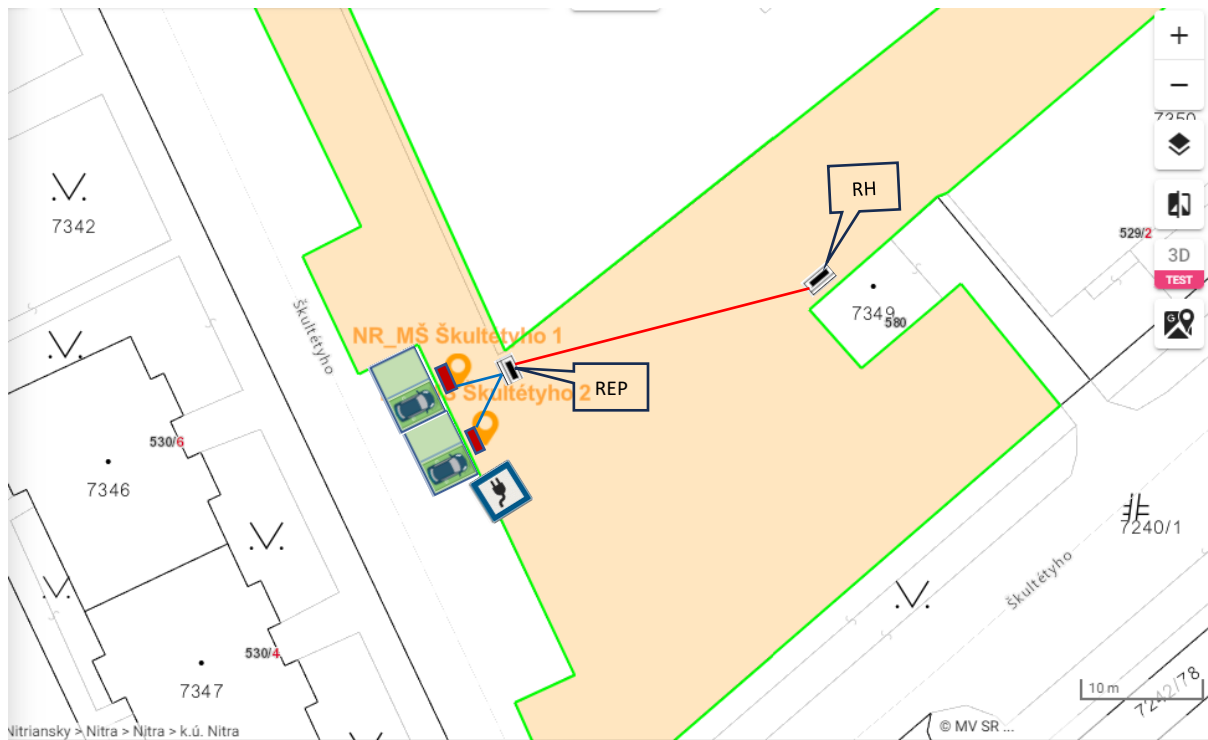 +
−
7350
7342
RH
529/2
3D
TEST
Škultétyho
7349
580
NR_MŠ Škultétyho 1
REP
Škultétyho 2
530/6
7346
7240/1
Škultétyho
530/4
7347
10 m
7242/78
Nitriansky > Nitra > Nitra > k.ú. Nitra
© MV SR ...